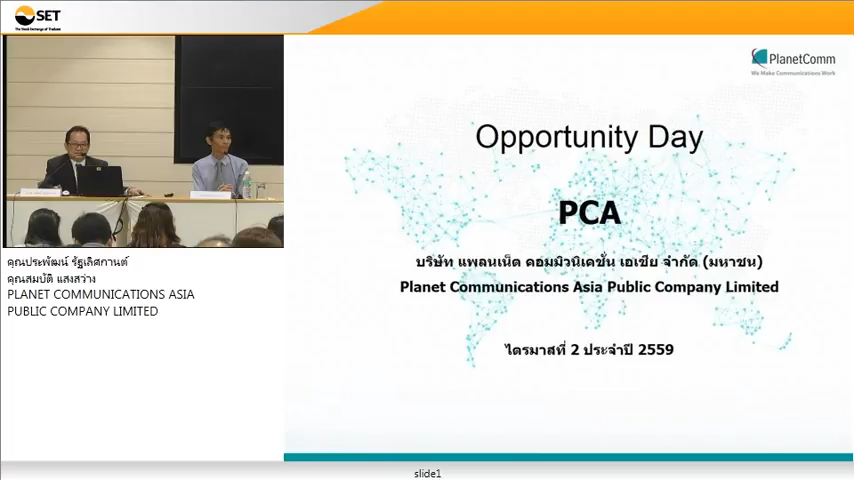 SET
The Stock Exchange of Thailand
PlanetComm
We Make Communications Work
Opportunity Day
PCA
บริษัท แพลนเน็ต คอมมิวนิเคชั่น เอเชีย จำกัด (มหาชน)
Planet Communications Asia Public Company Limited
ไตรมาสที่ 2 ประจำปี 2559
คุณประพัฒน์ รัฐเลิศกานต์
คุณสมบัติ แสงสว่าง
PLANET COMMUNICATIONS ASIA
PUBLIC COMPANY LIMITED
slide1